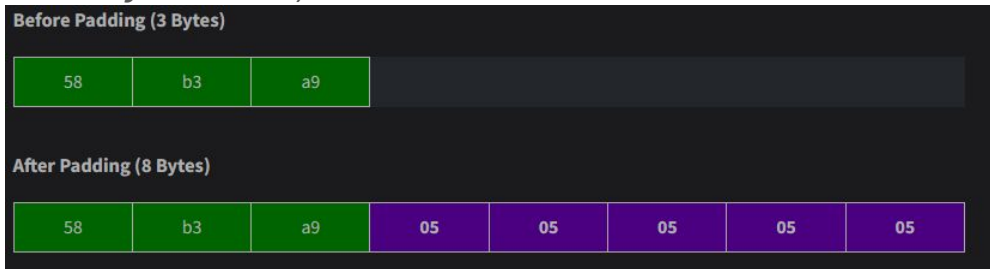 Before Padding (3 Bytes)
58 b3 a9
After Padding (8 Bytes)
58 b3 a9 05 05 05 05 05